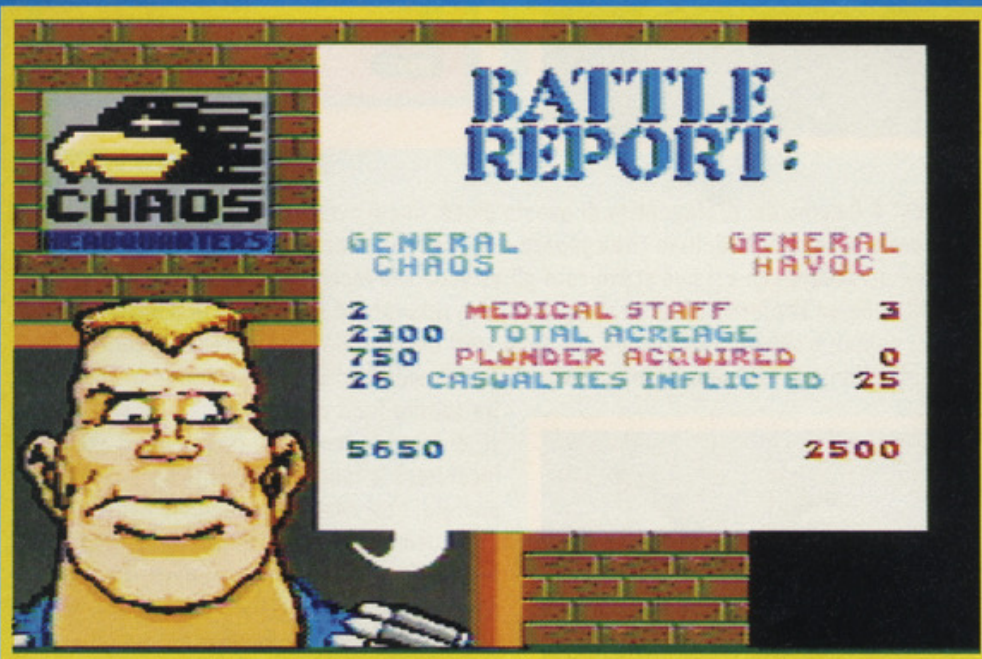 CHAOS
HEADQUARTERS
BATTLE
REPORT:
GENERAL CHAOS
GENERAL HAVOC
2 MEDICAL STAFF 3
2300 TOTAL ACREAGE
750 PLUNDER ACQUIRED 0
26 CASUALTIES INFLICTED 25
5650 2500